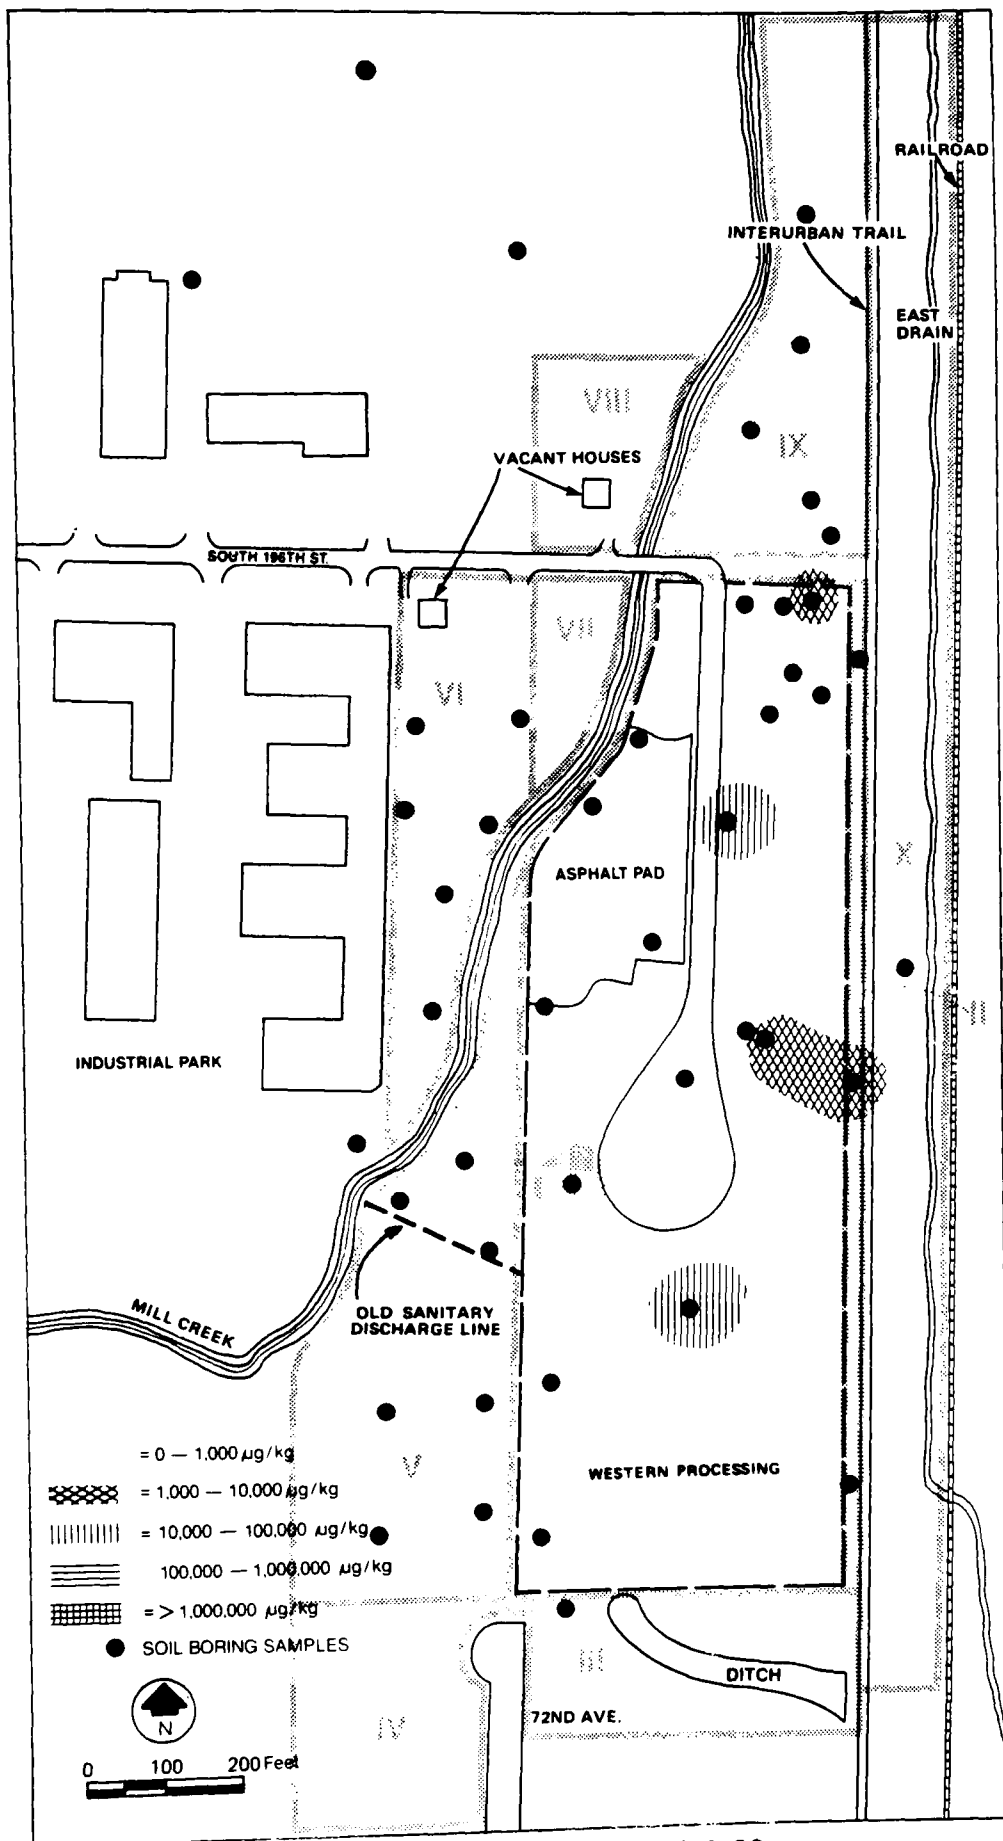 RAILROAD
INTERURBAN TRAIL
EAST
DRAIN
VIII
IX
VACANT HOUSES
SOUTH 196TH ST.
VII
VI
X
ASPHALT PAD
INDUSTRIAL PARK
MILL CREEK
OLD SANITARY
DISCHARGE LINE
V
WESTERN PROCESSING
= 0 — 1,000 µg/kg
= 1,000 — 10,000 µg/kg
= 10,000 — 100,000 µg/kg
100,000 — 1,000,000 µg/kg
= > 1,000,000 µg/kg
SOIL BORING SAMPLES
III
DITCH
N
IV
72ND AVE.
0 100 200 Feet